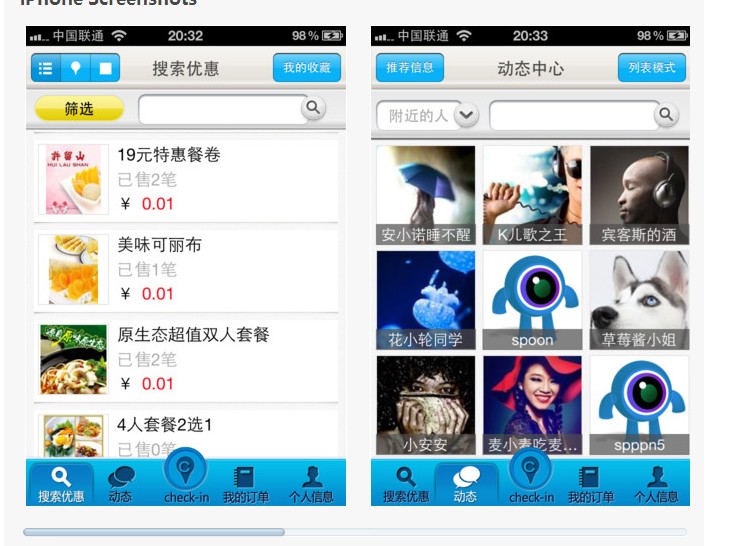 iPhone Screenshots
中国联通 20:32 98%
搜索优惠 我的收藏
筛选
许留山
HUI LAU SHAN
19元特惠餐卷
已售2笔
¥ 0.01
美味可丽布
已售1笔
¥ 0.01
原生态超值双人套餐
已售2笔
¥ 0.01
4人套餐2选1
已售0笔
搜索优惠 动态 check-in 我的订单 个人信息
中国联通 20:33 98%
推荐信息 动态中心 列表模式
附近的人
安小诺睡不醒 K儿歌之王 宾客斯的酒
花小轮同学 spoon 草莓酱小姐
小安安 麦小麦吃麦... spppn5
搜索优惠 动态 check-in 我的订单 个人信息